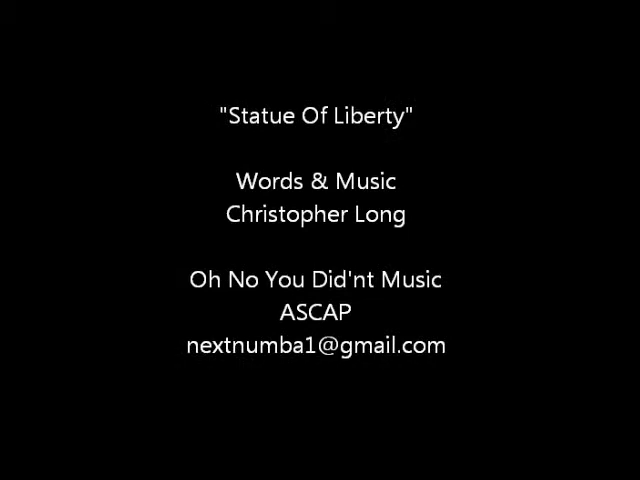 "Statue Of Liberty"
Words & Music
Christopher Long
Oh No You Did'nt Music
ASCAP
nextnumba1@gmail.com